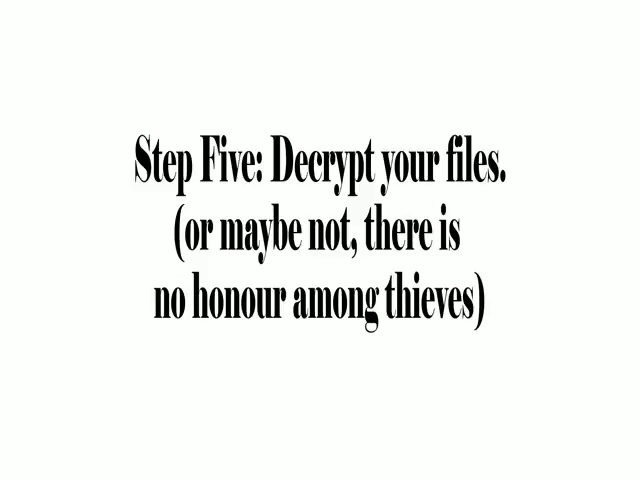 Step Five: Decrypt your files.
(or maybe not, there is
no honour among thieves)